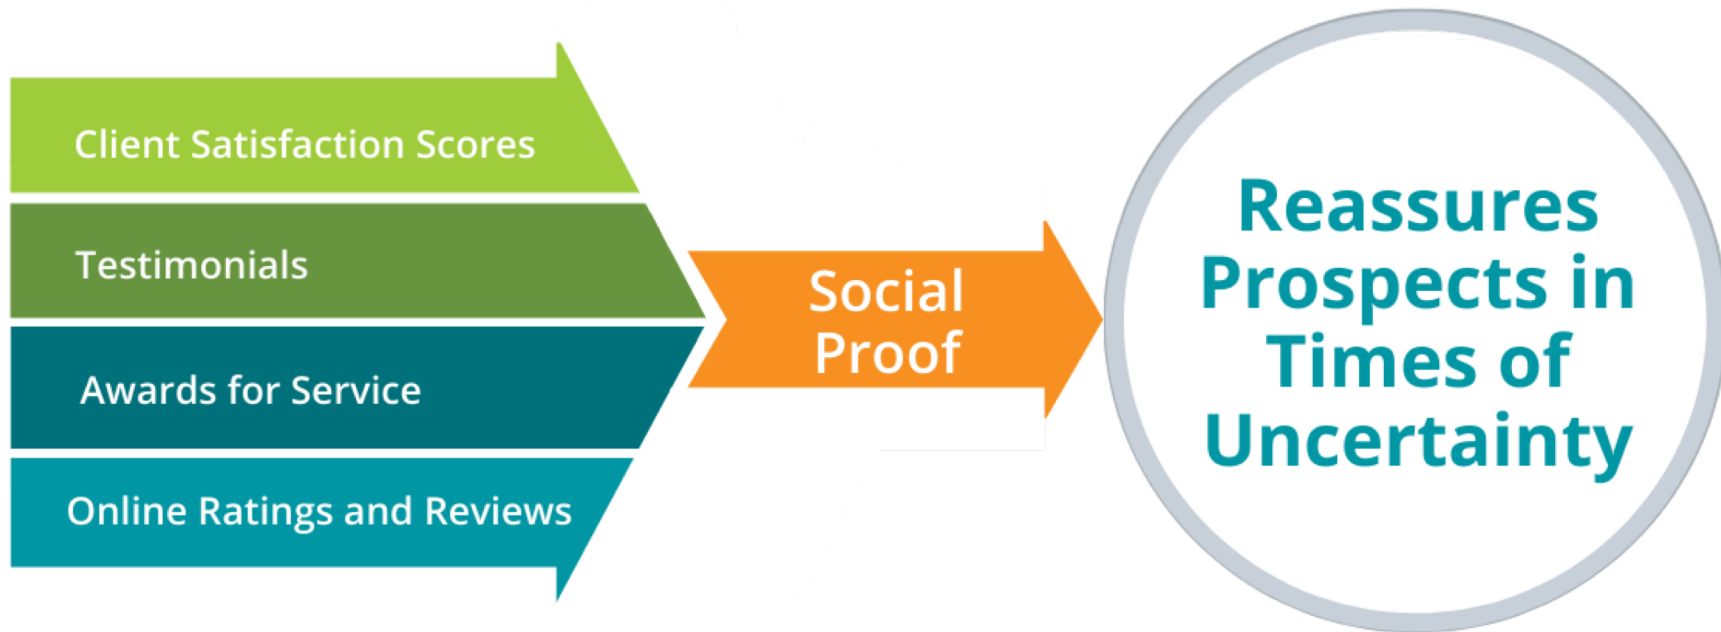 Client Satisfaction Scores
Testimonials
Awards for Service
Online Ratings and Reviews
Social
Proof
Reassures
Prospects in
Times of
Uncertainty